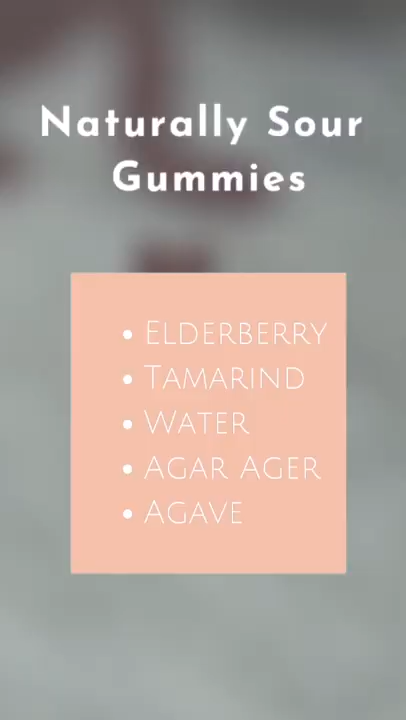 Naturally Sour
Gummies
• ELDERBERRY
• TAMARIND
• WATER
• AGAR AGER
• AGAVE